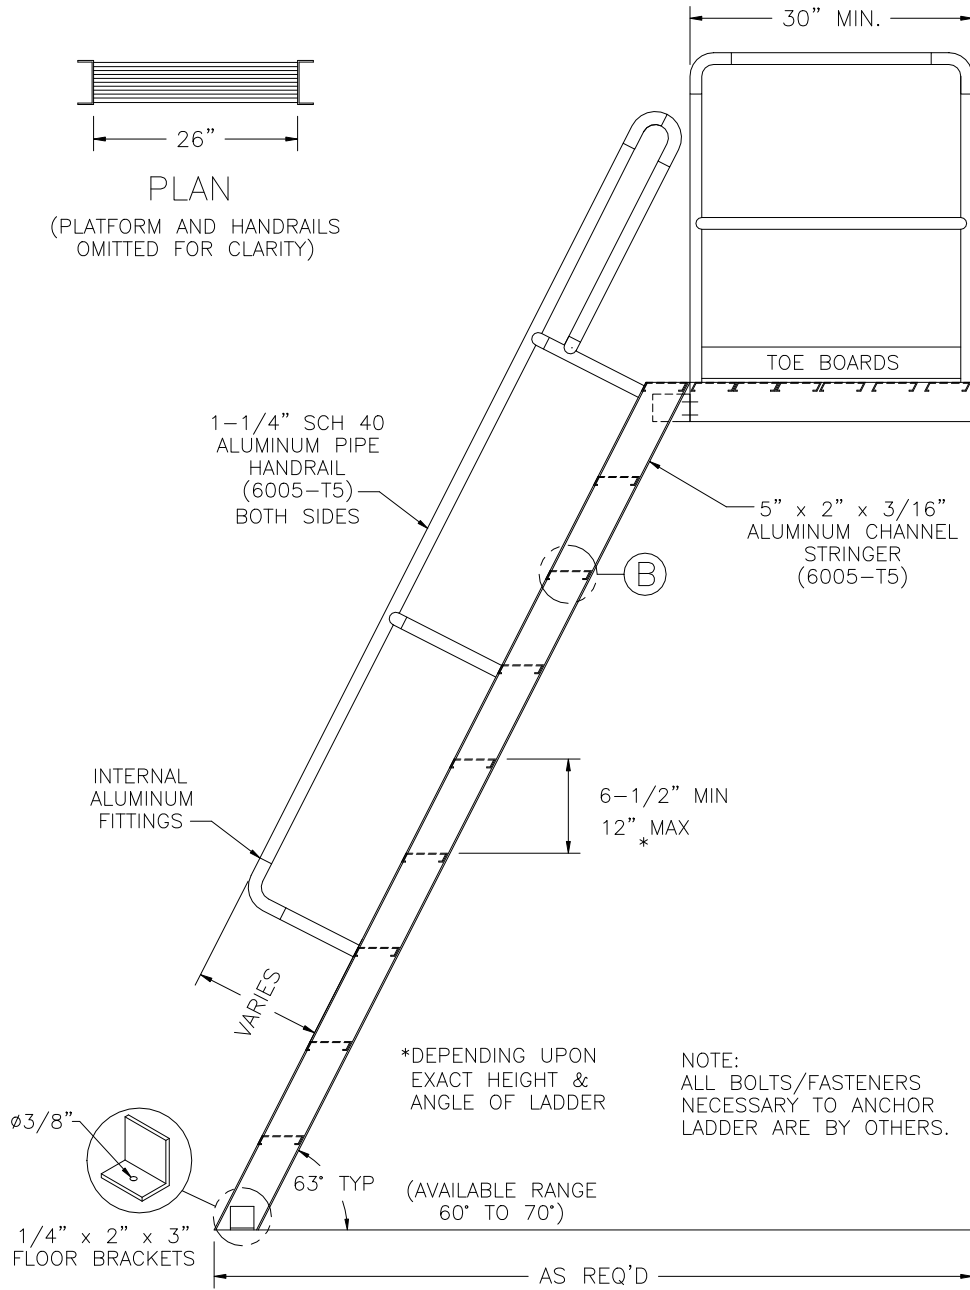 30” MIN.
26”
PLAN
(PLATFORM AND HANDRAILS
OMITTED FOR CLARITY)
TOE BOARDS
1-1/4” SCH 40
ALUMINUM PIPE
HANDRAIL
(6005-T5)
BOTH SIDES
5” x 2” x 3/16”
ALUMINUM CHANNEL
STRINGER
(6005-T5)
B
INTERNAL
ALUMINUM
FITTINGS
6-1/2” MIN
12” MAX
*
VARIES
*DEPENDING UPON
EXACT HEIGHT &
ANGLE OF LADDER
NOTE:
ALL BOLTS/FASTENERS
NECESSARY TO ANCHOR
LADDER ARE BY OTHERS.
ø3/8”
63° TYP
(AVAILABLE RANGE
60° TO 70°)
1/4” x 2” x 3”
FLOOR BRACKETS
AS REQ’D